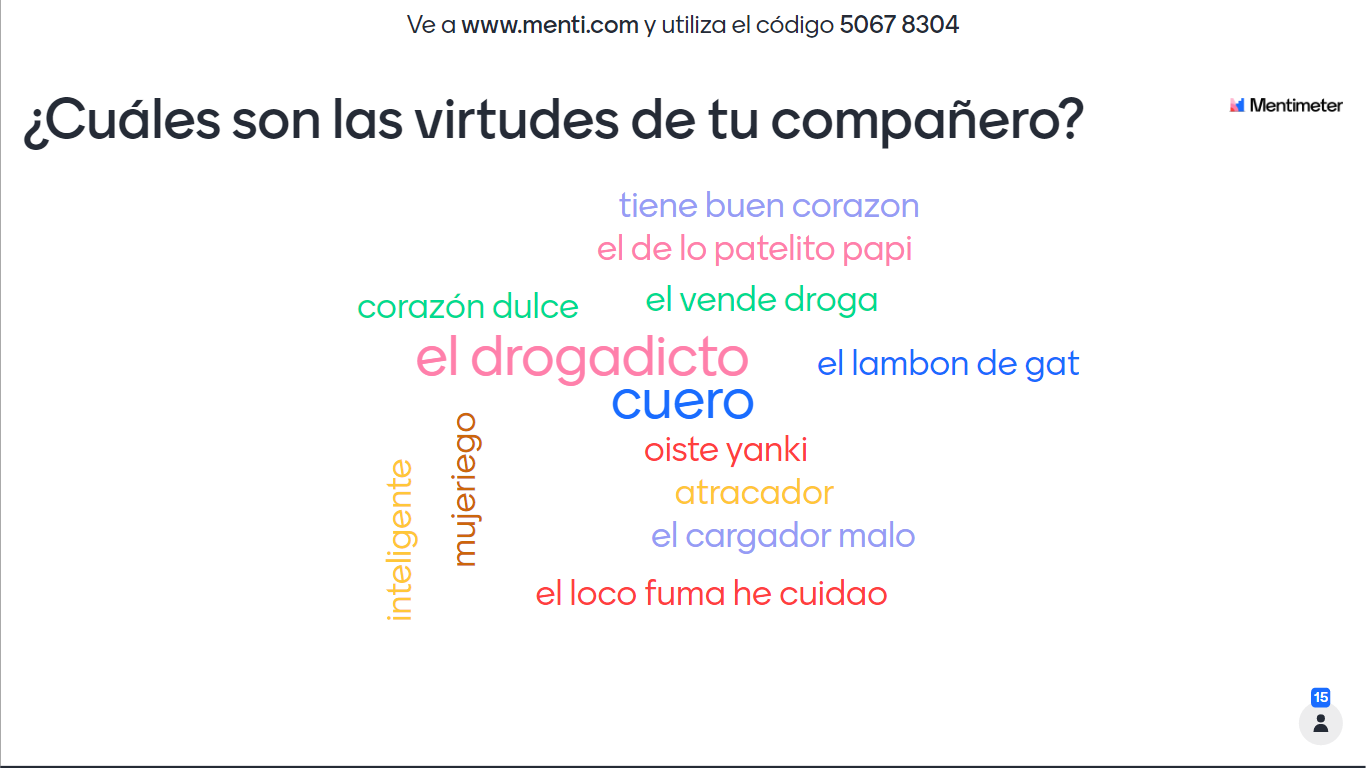 Ve a www.menti.com y utiliza el código 5067 8304
¿Cuáles son las virtudes de tu compañero?
Mentimeter
tiene buen corazon
el de lo patelito papi
corazón dulce
el vende droga
el drogadicto
el lambon de gat
cuero
oiste yanki
mujeriego
inteligente
atracador
el cargador malo
el loco fuma he cuidao
15